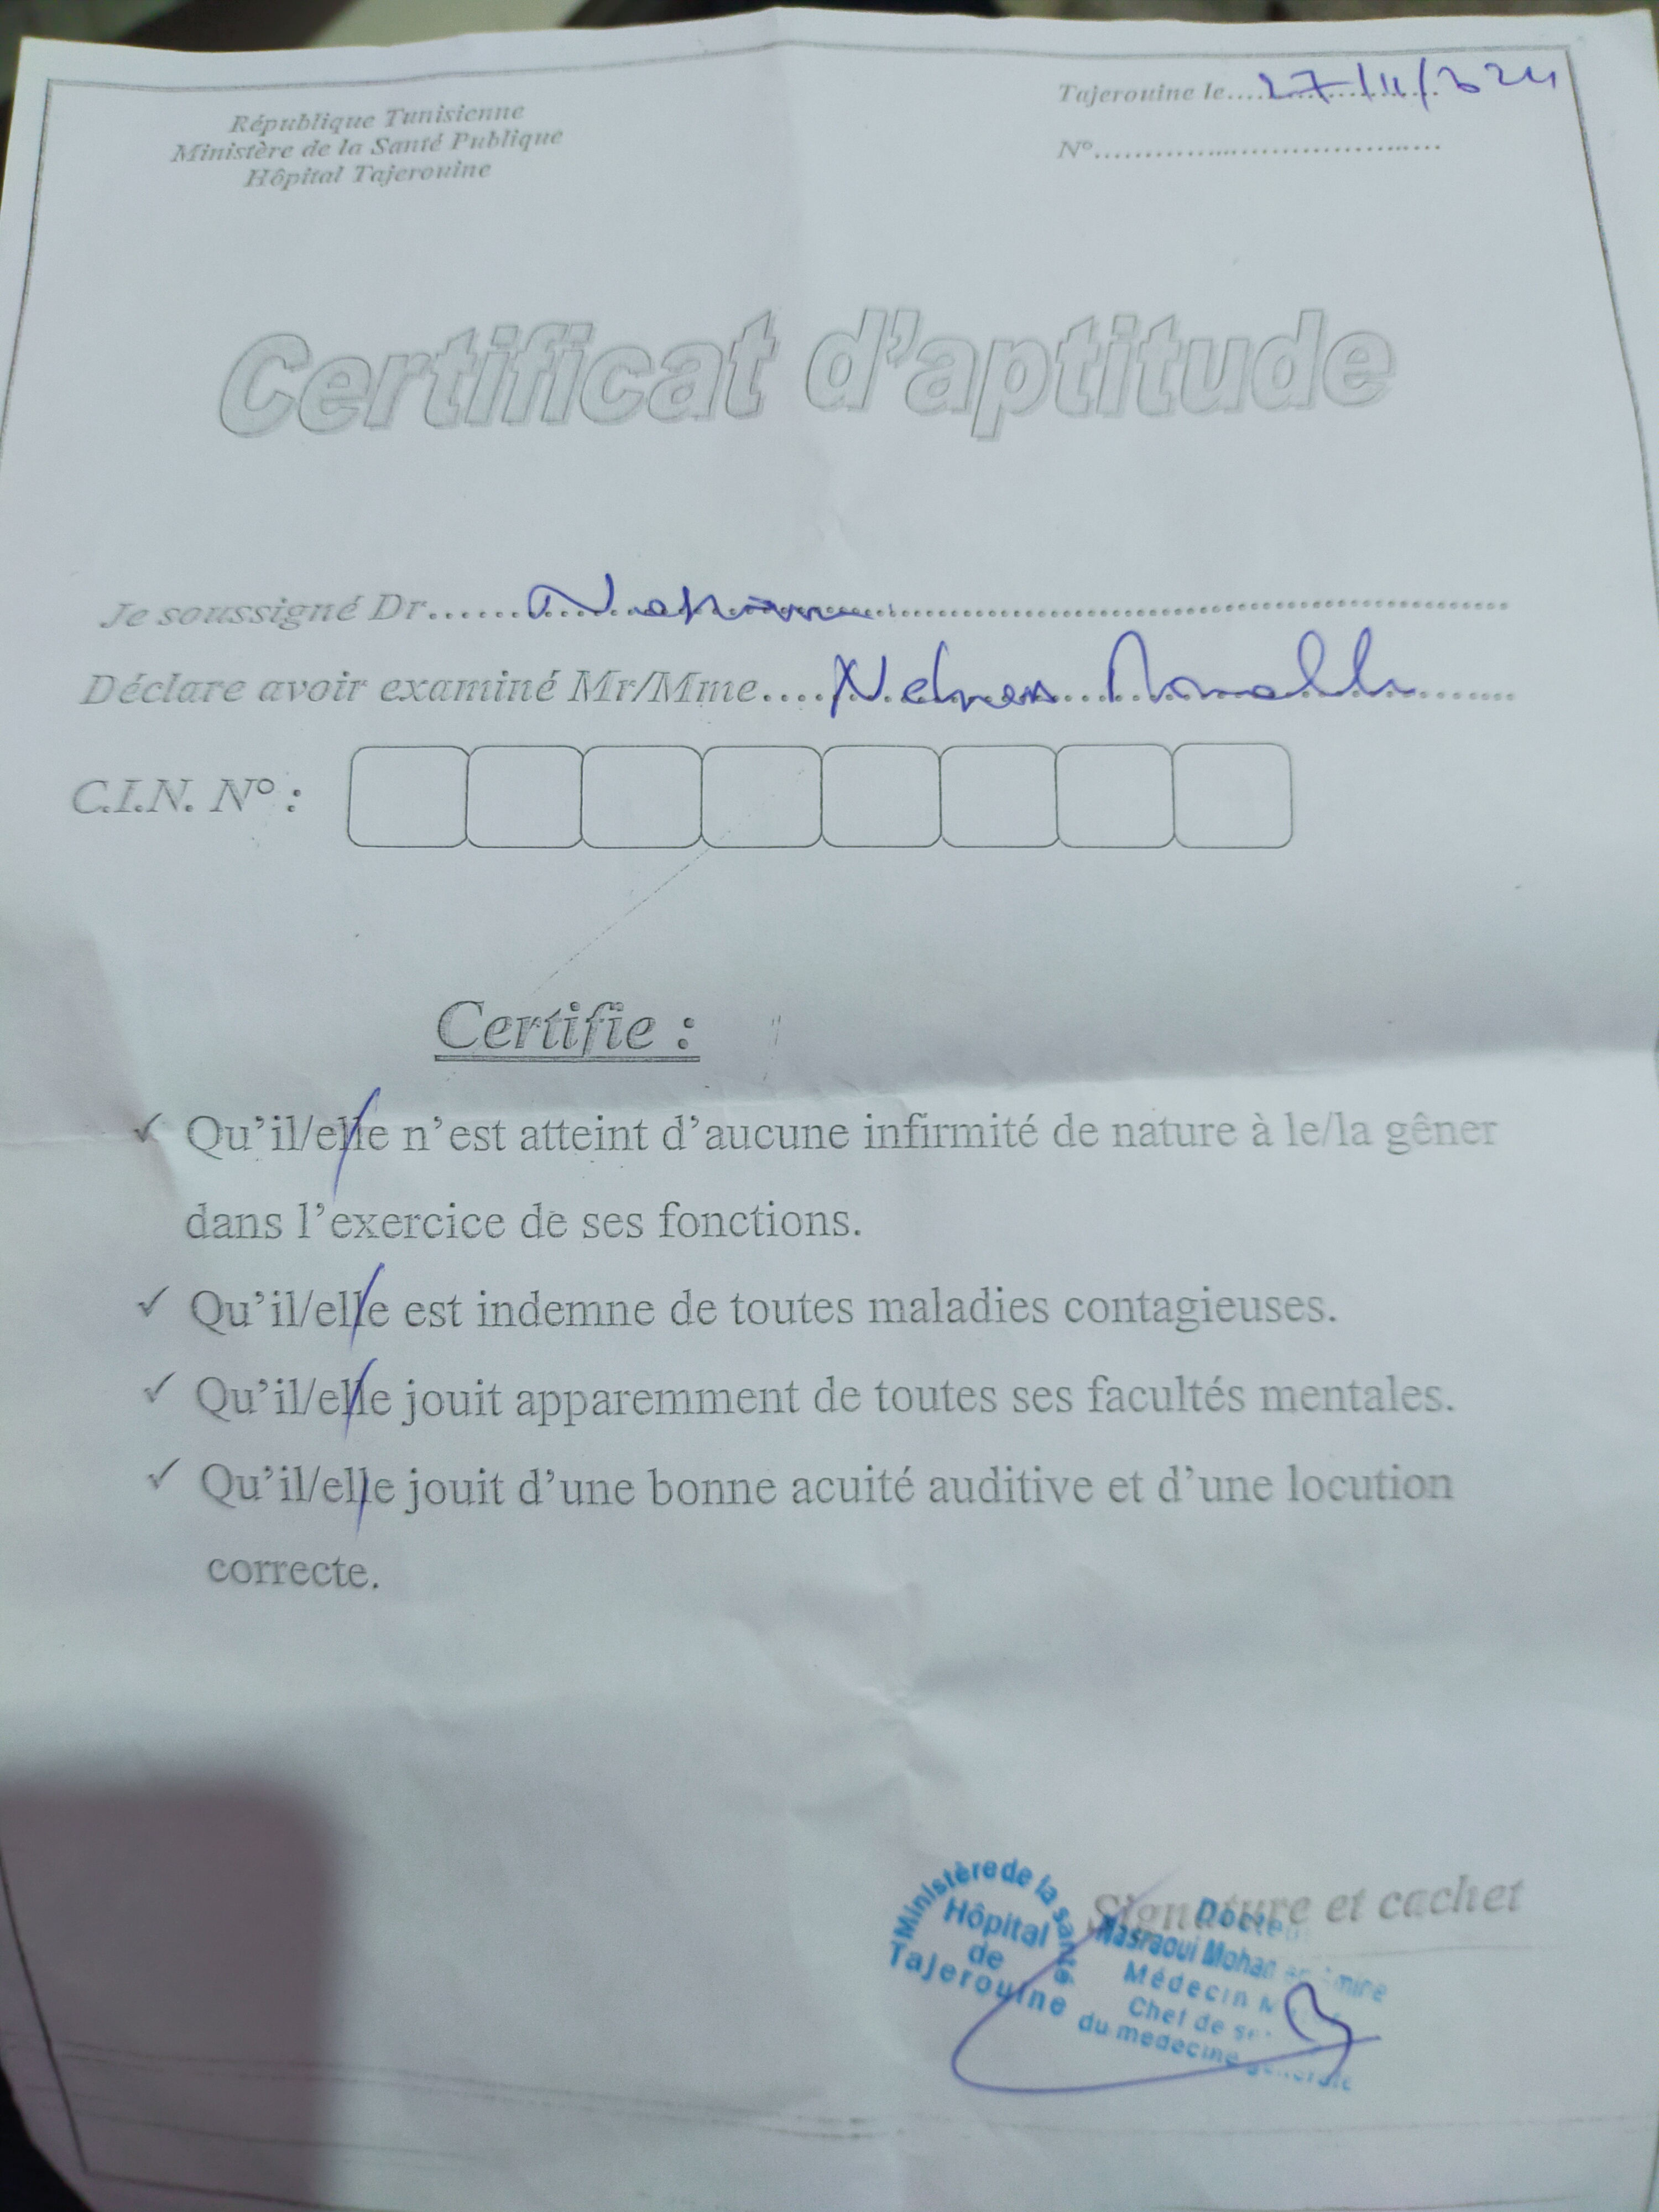 République Tunisienne
Ministère de la Santé Publique
Hôpital Tajerouine
Tajerouine le....27/11/2024
N°.......................................
Certificat d'aptitude
Je soussigné Dr
Déclare avoir examiné Mr/Mme
C.I.N. N° :
Certifie :
✓ Qu'il/elle n'est atteint d'aucune infirmité de nature à le/la gêner
dans l'exercice de ses fonctions.
✓ Qu'il/elle est indemne de toutes maladies contagieuses.
✓ Qu'il/elle jouit apparemment de toutes ses facultés mentales.
✓ Qu'il/elle jouit d'une bonne acuité auditive et d'une locution
correcte.
Signature et cachet
Ministère de la santé
Hôpital
de
Tajerouine
Docteur
Nasraoui Mohamed Amine
Médecin
Chef de
du medecine generale